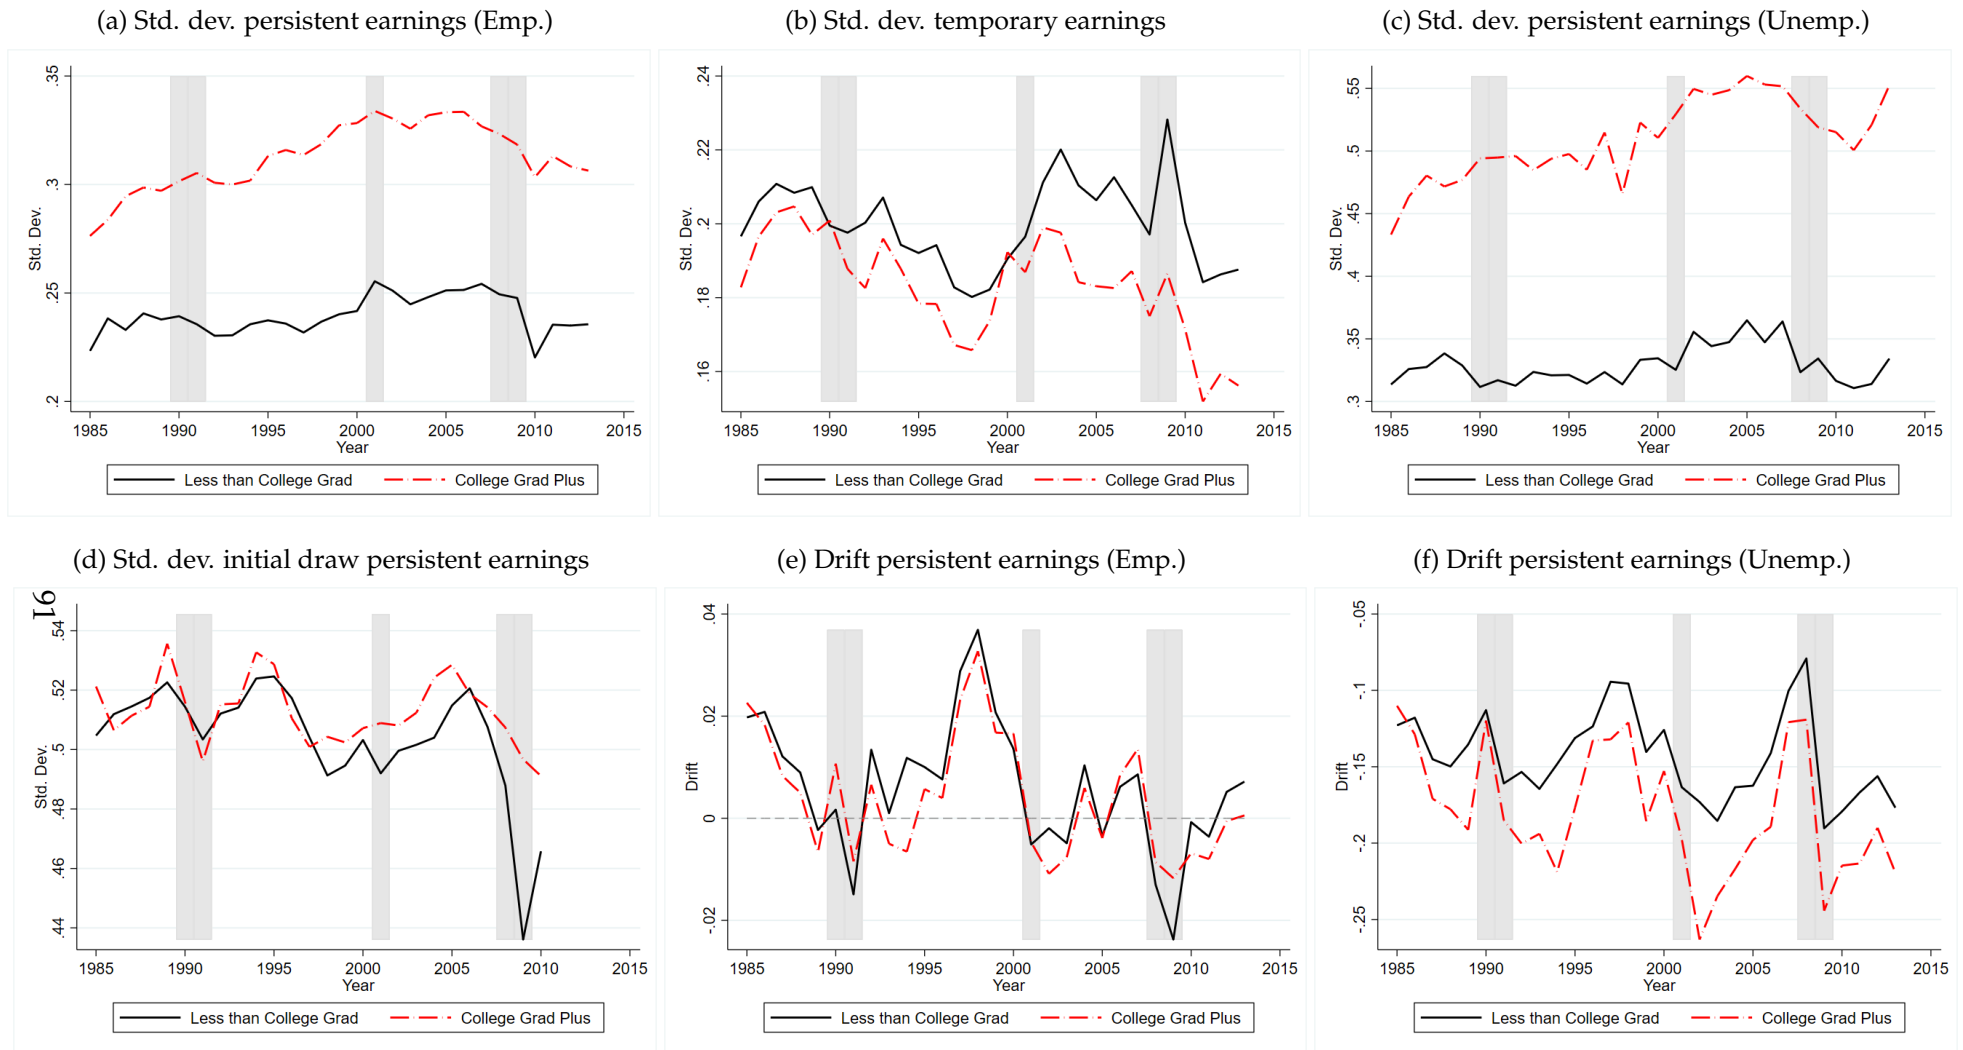 (a) Std. dev. persistent earnings (Emp.)
.35
.3
.25
.2
Std. Dev.
1985 1990 1995 2000 2005 2010 2015
Year
Less than College Grad College Grad Plus
(b) Std. dev. temporary earnings
.24
.22
.2
.18
.16
Std. Dev.
1985 1990 1995 2000 2005 2010 2015
Year
Less than College Grad College Grad Plus
(c) Std. dev. persistent earnings (Unemp.)
.55
.5
.45
.4
.35
.3
Std. Dev.
1985 1990 1995 2000 2005 2010 2015
Year
Less than College Grad College Grad Plus
(d) Std. dev. initial draw persistent earnings
91
.54
.52
.5
.48
.46
.44
Std. Dev.
1985 1990 1995 2000 2005 2010 2015
Year
Less than College Grad College Grad Plus
(e) Drift persistent earnings (Emp.)
.04
.02
0
-.02
Drift
1985 1990 1995 2000 2005 2010 2015
Year
Less than College Grad College Grad Plus
(f) Drift persistent earnings (Unemp.)
-.05
-.1
-.15
-.2
-.25
Drift
1985 1990 1995 2000 2005 2010 2015
Year
Less than College Grad College Grad Plus